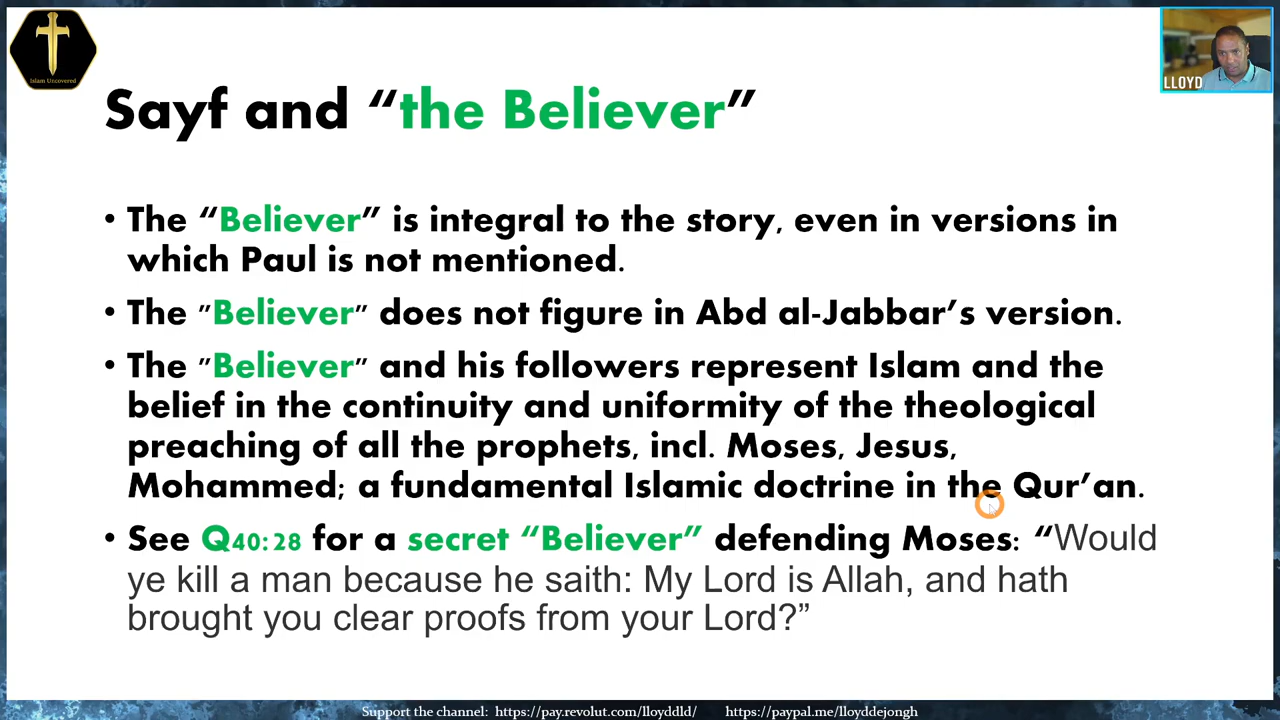 Islam Uncovered
LLOYD
Sayf and “the Believer”
• The “Believer” is integral to the story, even in versions in
which Paul is not mentioned.
• The ”Believer” does not figure in Abd al-Jabbar’s version.
• The ”Believer” and his followers represent Islam and the
belief in the continuity and uniformity of the theological
preaching of all the prophets, incl. Moses, Jesus,
Mohammed; a fundamental Islamic doctrine in the Qur’an.
• See Q40:28 for a secret “Believer” defending Moses: “Would
ye kill a man because he saith: My Lord is Allah, and hath
brought you clear proofs from your Lord?”
Support the channel: https://pay.revolut.com/lloyddld/ https://paypal.me/lloyddejongh